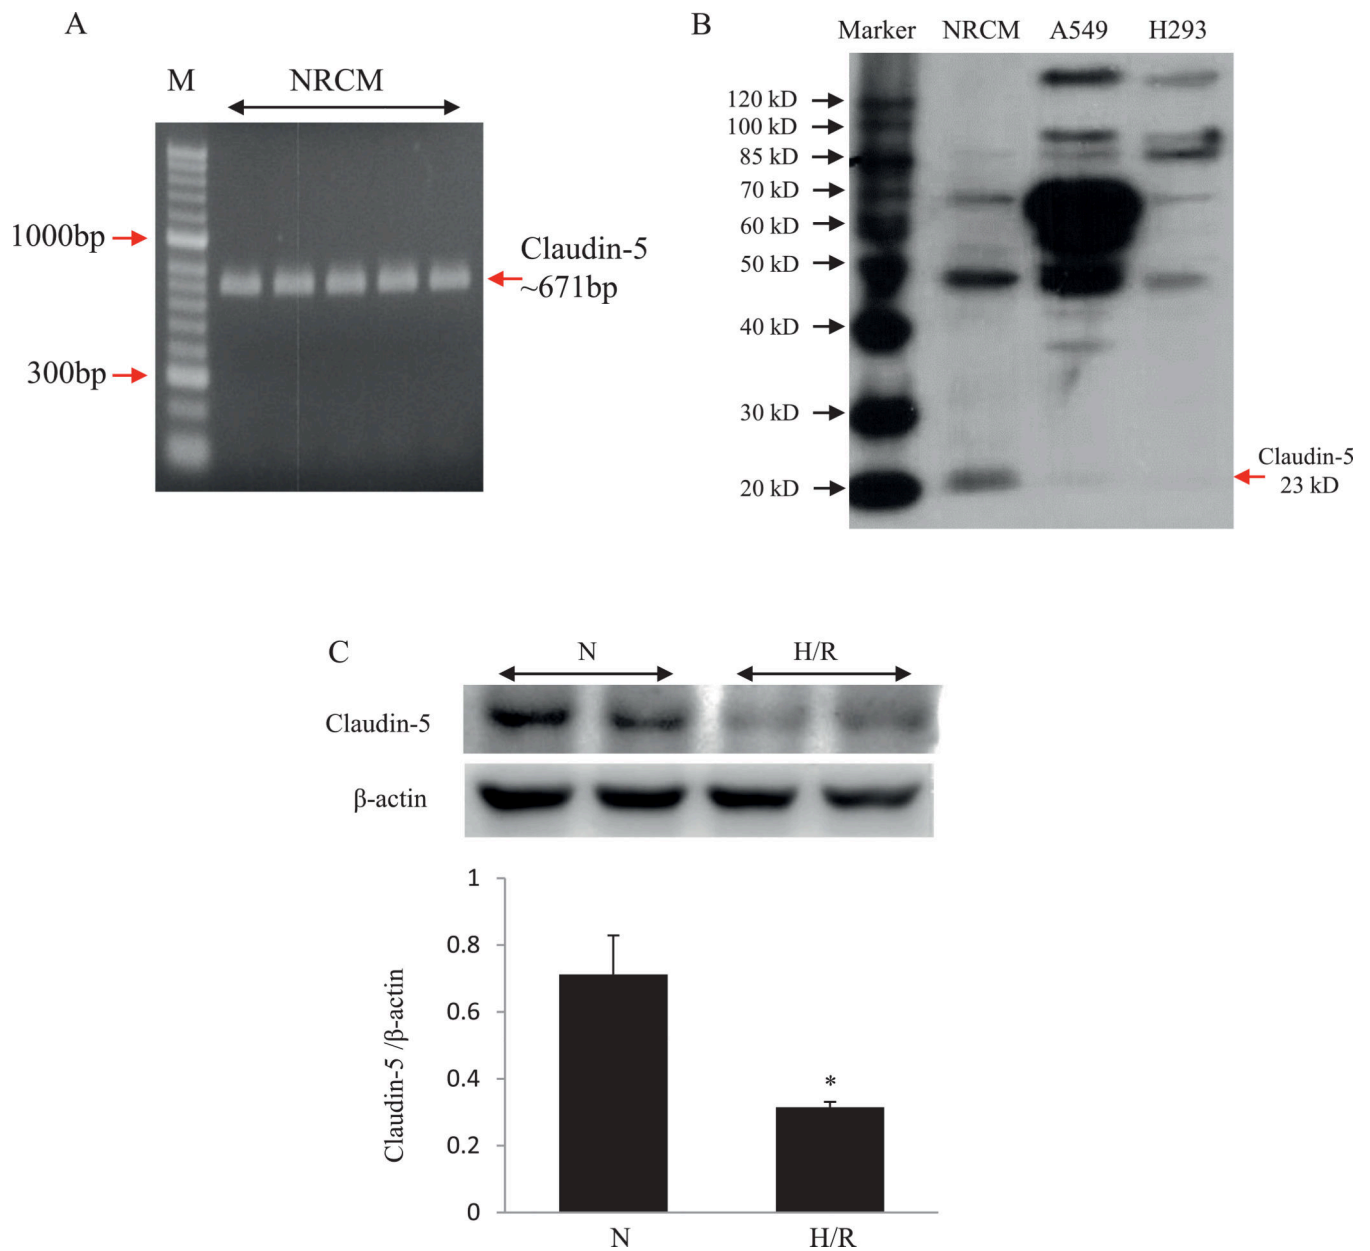 A
M
NRCM
1000bp
300bp
Claudin-5
~671bp
B
Marker NRCM A549 H293
120 kD
100 kD
85 kD
70 kD
60 kD
50 kD
40 kD
30 kD
20 kD
Claudin-5
23 kD
C
N H/R
Claudin-5
β-actin
1
0.8
0.6
0.4
0.2
0
Claudin-5 /β-actin
*
N H/R